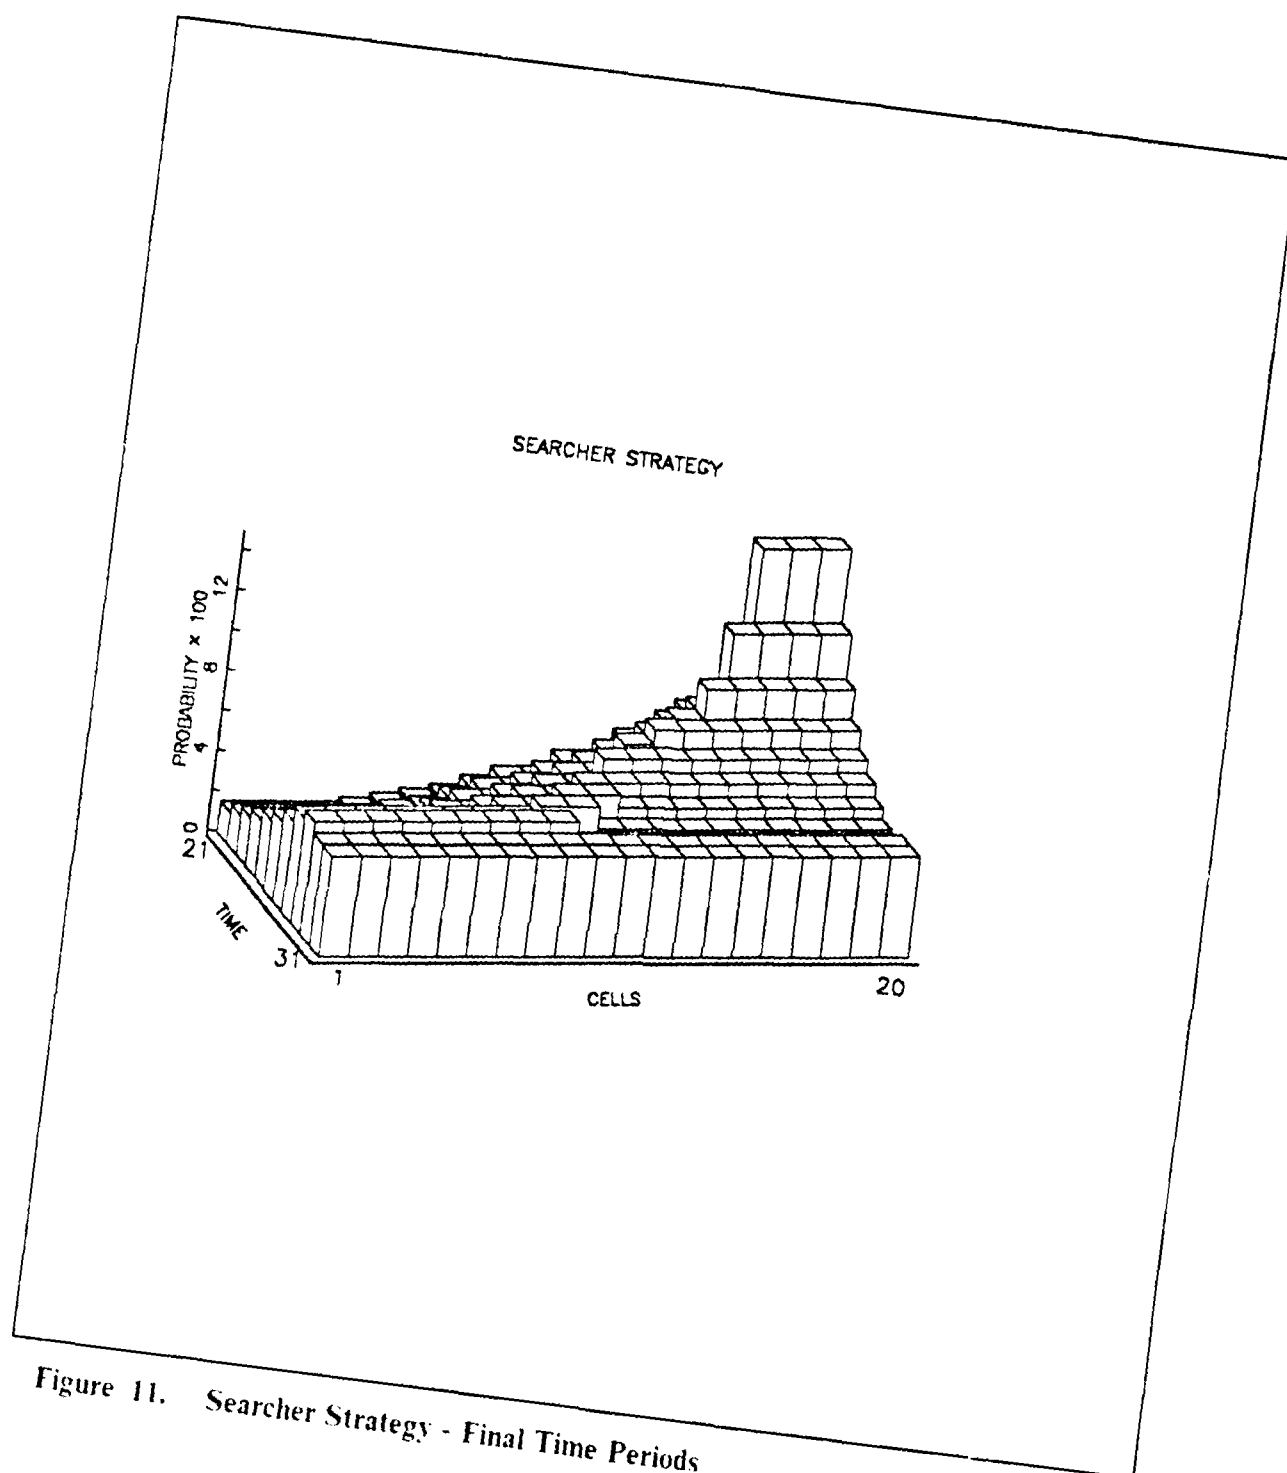 SEARCHER STRATEGY
PROBABILITY × 100
12
8
4
0
21
TIME
31
1
20
CELLS
Figure 11. Searcher Strategy - Final Time Periods